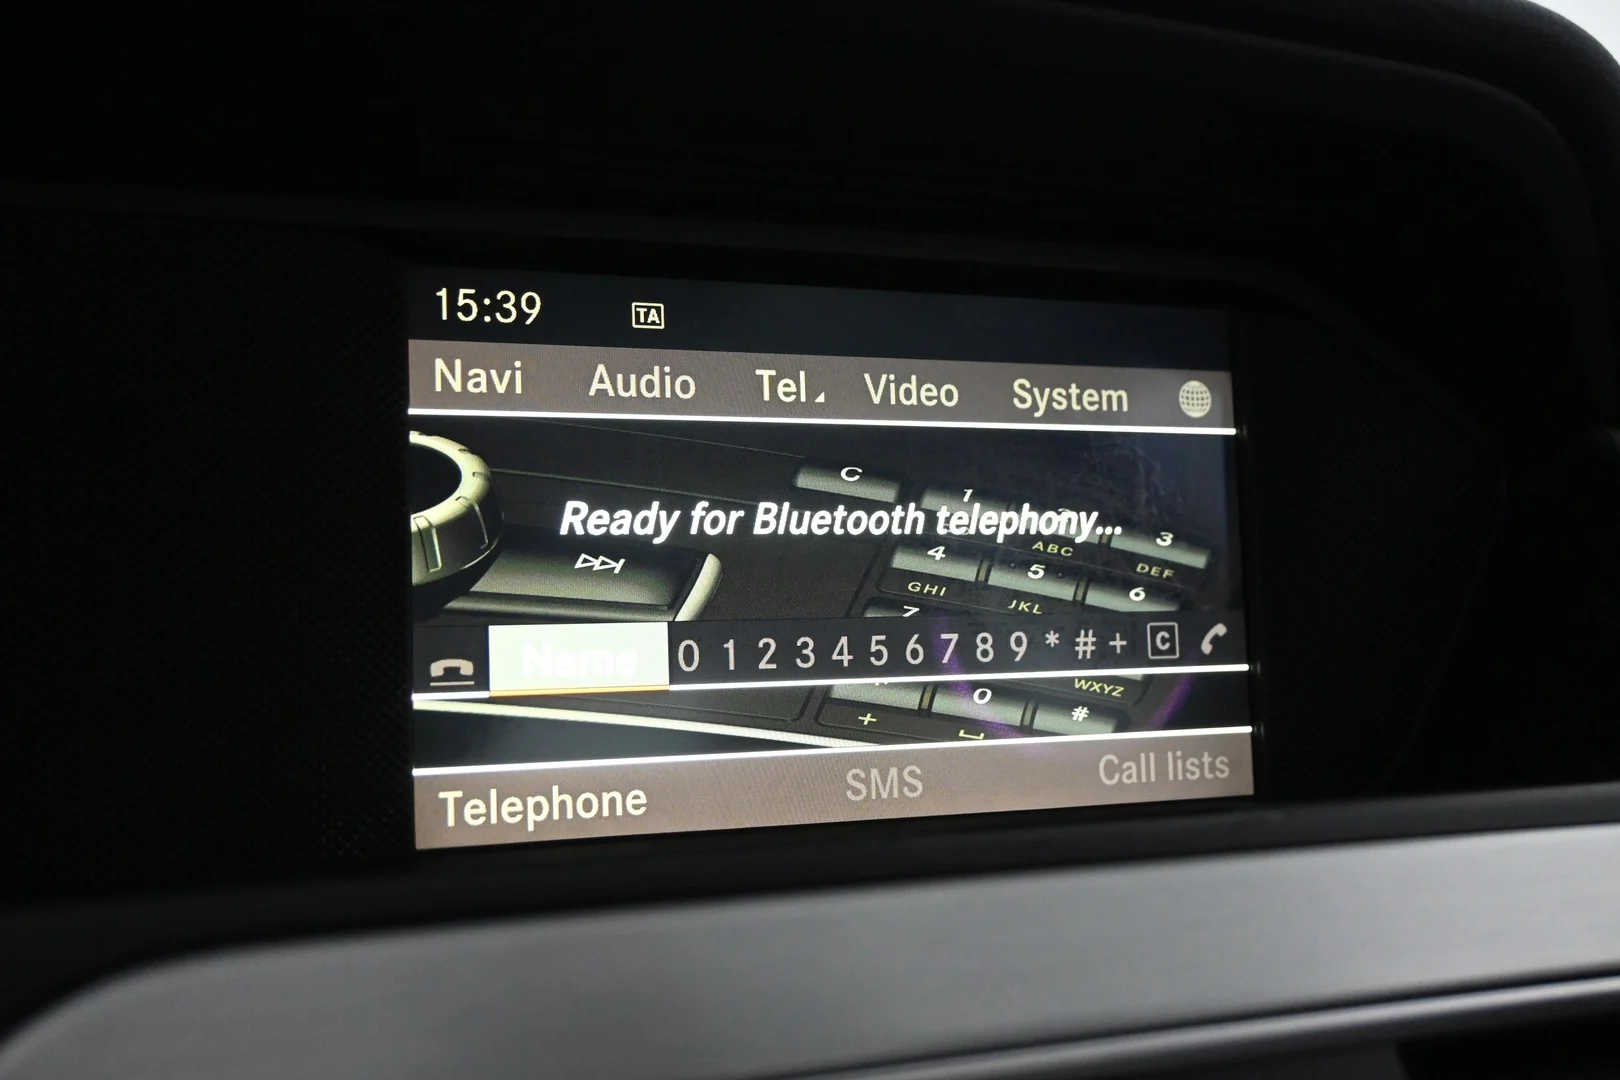 15:39 TA
Navi Audio Tel Video System
Ready for Bluetooth telephony...
C
1
3
ABC
DEF
4 5 6
GHI JKL
7
Name 0 1 2 3 4 5 6 7 8 9 * # + C
WXYZ
0 #
+
Telephone SMS Call lists